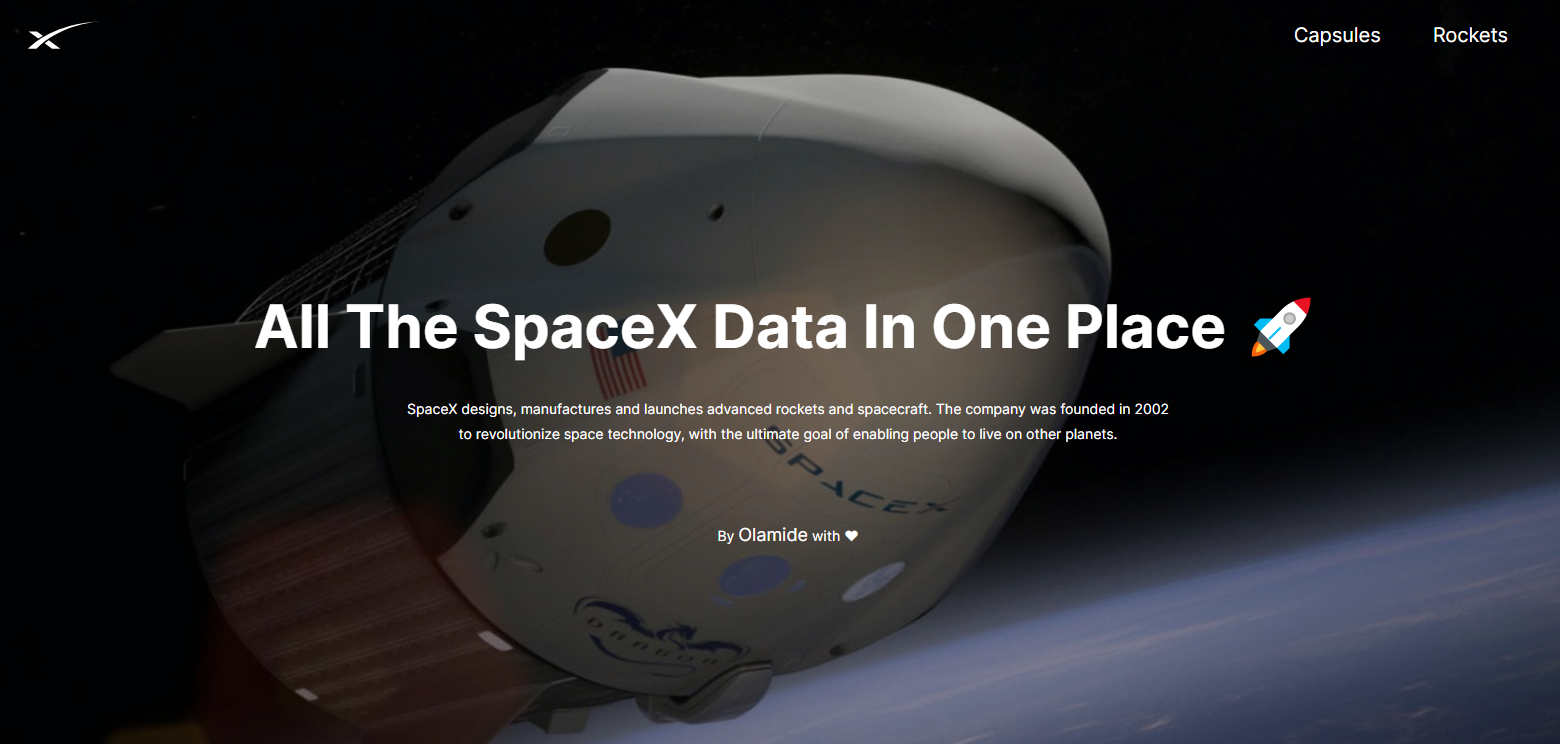 Capsules Rockets
All The SpaceX Data In One Place 🚀
SpaceX designs, manufactures and launches advanced rockets and spacecraft. The company was founded in 2002
to revolutionize space technology, with the ultimate goal of enabling people to live on other planets.
SPACEX
By Olamide with ♥
DRAGON